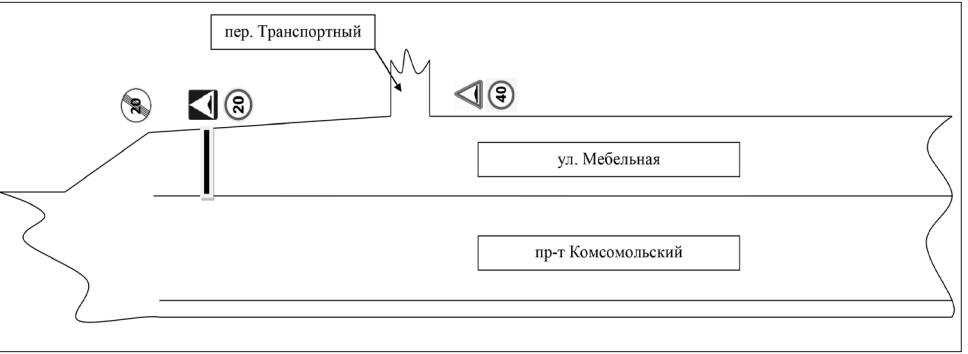 пер. Транспортный
20
20
40
ул. Мебельная
пр-т Комсомольский